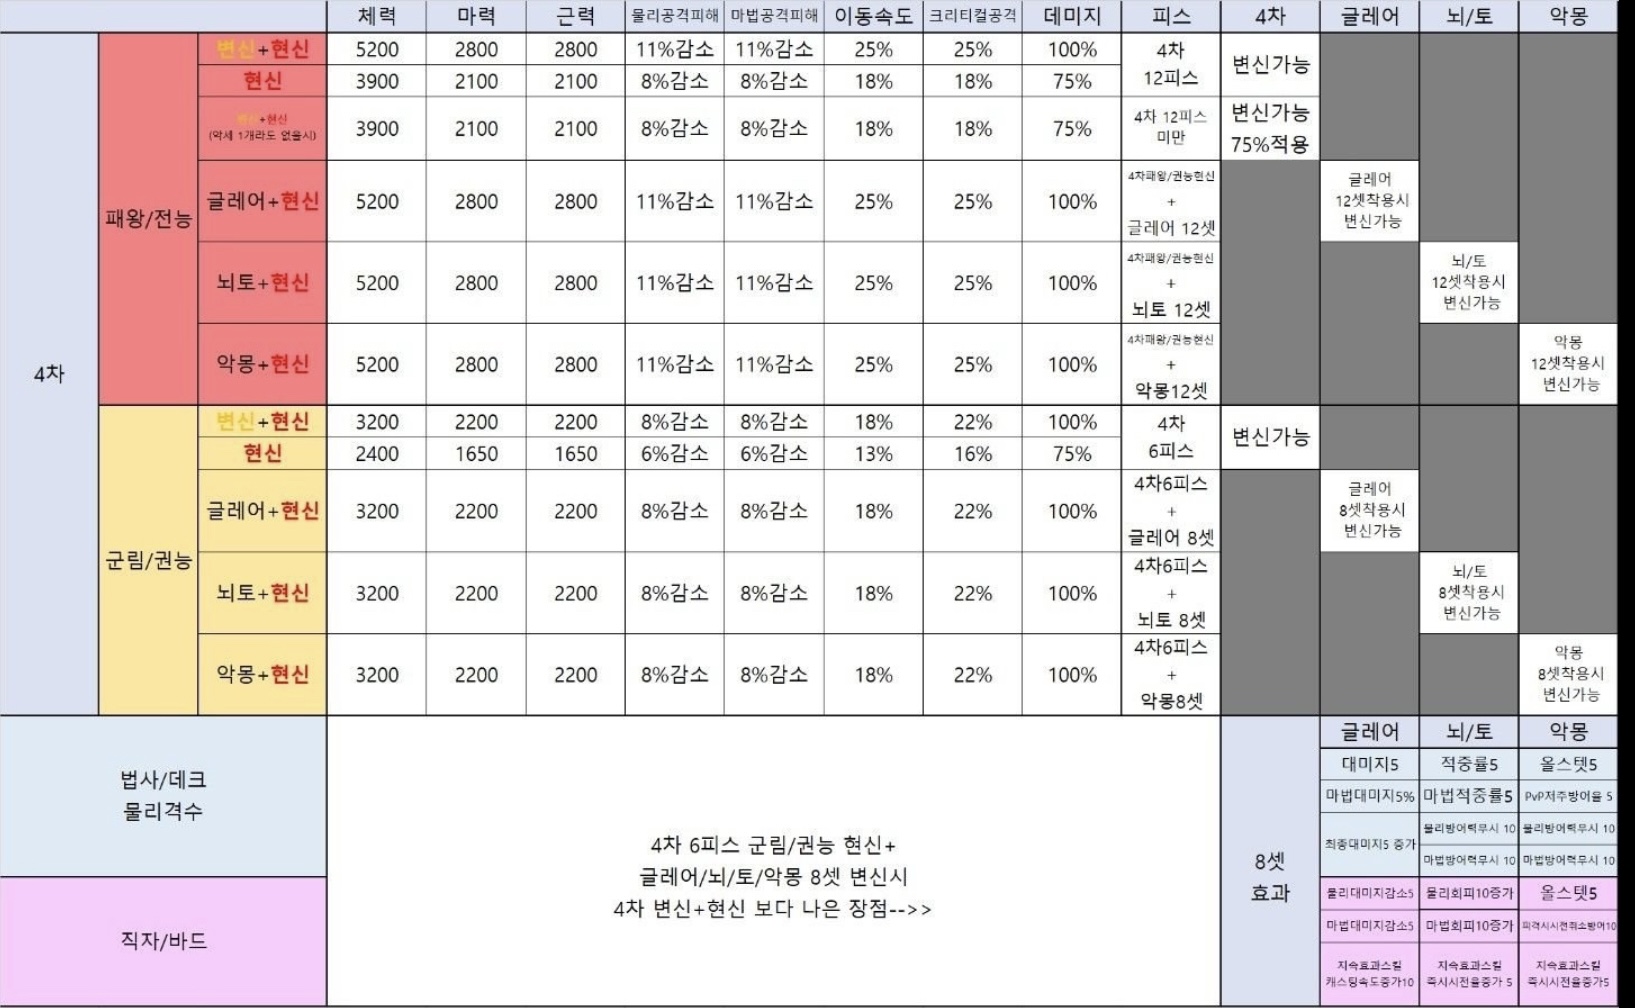 체력 마력 근력 물리공격피해 마법공격피해 이동속도 크리티컬공격 데미지 피스 4차 글레어 뇌/토 악몽
4차
패왕/전능
변신+현신 5200 2800 2800 11%감소 11%감소 25% 25% 100%
4차
12피스
변신가능
현신 3900 2100 2100 8%감소 8%감소 18% 18% 75%
변신+현신
(악세 1개라도 없을시)
3900 2100 2100 8%감소 8%감소 18% 18% 75%
4차 12피스
미만
변신가능
75%적용
글레어+현신 5200 2800 2800 11%감소 11%감소 25% 25% 100%
4차패왕/권능현신
+
글레어 12셋
글레어
12셋착용시
변신가능
뇌토+현신 5200 2800 2800 11%감소 11%감소 25% 25% 100%
4차패왕/권능현신
+
뇌토 12셋
뇌/토
12셋착용시
변신가능
악몽+현신 5200 2800 2800 11%감소 11%감소 25% 25% 100%
4차패왕/권능현신
+
악몽12셋
악몽
12셋착용시
변신가능
군림/권능
변신+현신 3200 2200 2200 8%감소 8%감소 18% 22% 100%
4차
6피스
변신가능
현신 2400 1650 1650 6%감소 6%감소 13% 16% 75%
글레어+현신 3200 2200 2200 8%감소 8%감소 18% 22% 100%
4차6피스
+
글레어 8셋
글레어
8셋착용시
변신가능
뇌토+현신 3200 2200 2200 8%감소 8%감소 18% 22% 100%
4차6피스
+
뇌토 8셋
뇌/토
8셋착용시
변신가능
악몽+현신 3200 2200 2200 8%감소 8%감소 18% 22% 100%
4차6피스
+
악몽8셋
악몽
8셋착용시
변신가능
법사/데크
물리격수
직자/바드
4차 6피스 군림/권능 현신+
글레어/뇌/토/악몽 8셋 변신시
4차 변신+현신 보다 나은 장점-->>
8셋
효과
글레어 뇌/토 악몽
대미지5 적중률5 올스텟5
마법대미지5% 마법적중률5 PvP저주방어율 5
최종대미지5 증가
물리방어력무시 10 물리방어력무시 10
마법방어력무시 10 마법방어력무시 10
물리대미지감소5 물리회피10증가 올스텟5
마법대미지감소5 마법회피10증가 피격시시전취소방어10
지속효과스킬
캐스팅속도증가10
지속효과스킬
즉시시전율증가 5
지속효과스킬
즉시시전율증가5